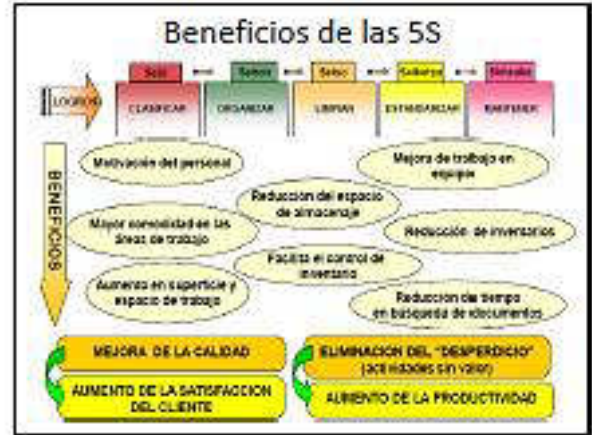 Beneficios de las 5S
Seiri Seiton Seiso Seiketsu Shitsuke
LOGROS
CLASIFICAR ORGANIZAR LIMPIAR ESTANDARIZAR MANTENER
BENEFICIOS
Motivación del personal
Mejora de trabajo en
equipo
Reducción del espacio
de almacenaje
Mayor comodidad en las
áreas de trabajo
Reducción de inventarios
Facilita el control de
inventario
Aumento en superficie y
espacio de trabajo
Reducción del tiempo
en búsqueda de documentos
MEJORA DE LA CALIDAD
ELIMINACION DEL "DESPERDICIO"
(actividades sin valor)
AUMENTO DE LA SATISFACCION
DEL CLIENTE
AUMENTO DE LA PRODUCTIVIDAD